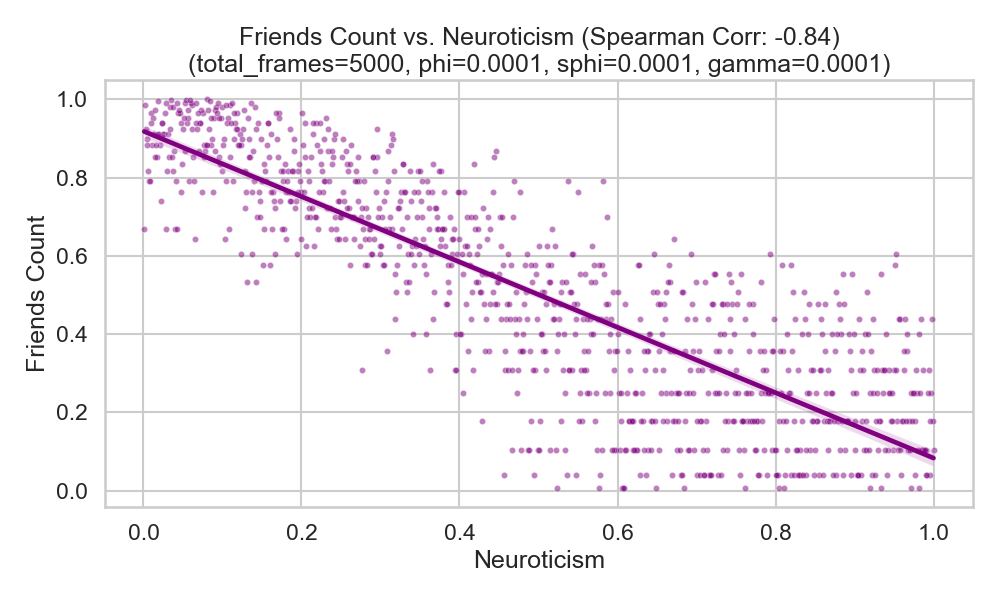 Friends Count vs. Neuroticism (Spearman Corr: -0.84)
(total_frames=5000, phi=0.0001, sphi=0.0001, gamma=0.0001)
1.0
0.8
0.6
0.4
0.2
0.0
Friends Count
0.0 0.2 0.4 0.6 0.8 1.0
Neuroticism